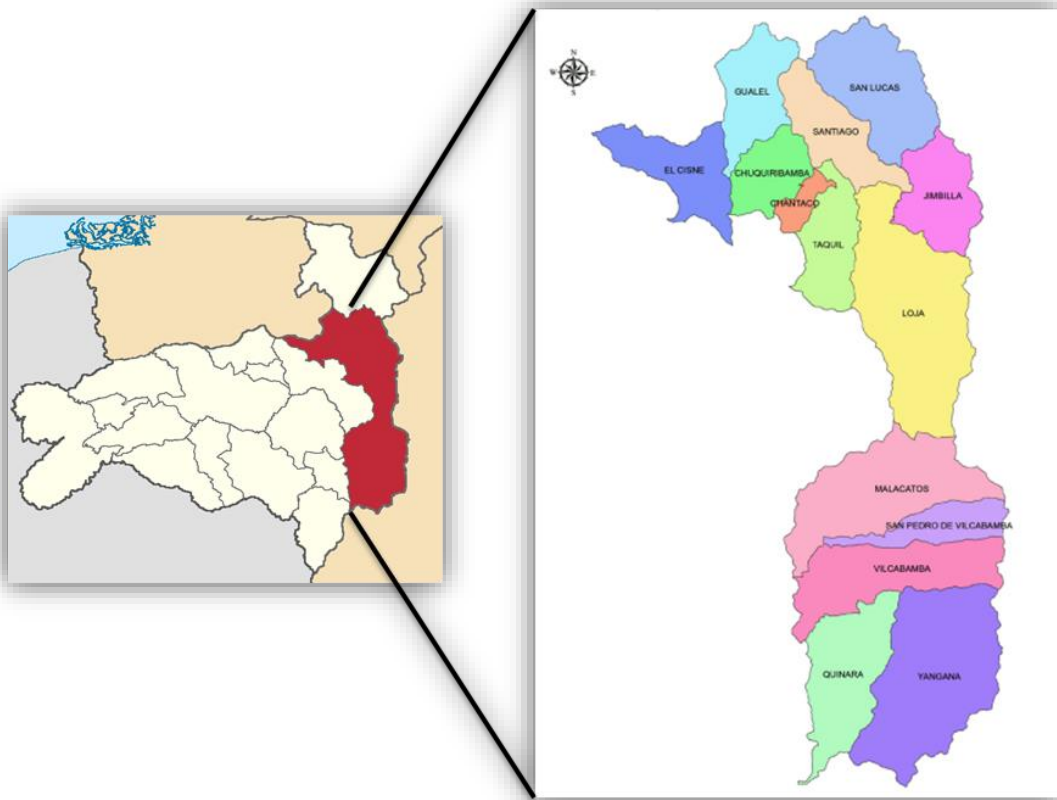 N
W E
S
GUALEL
SAN LUCAS
SANTIAGO
EL CISNE
CHUQUIRIBAMBA
JIMBILLA
CHANTACO
TAQUIL
LOJA
MALACATOS
SAN PEDRO DE VILCABAMBA
VILCABAMBA
QUINARA
YANGANA